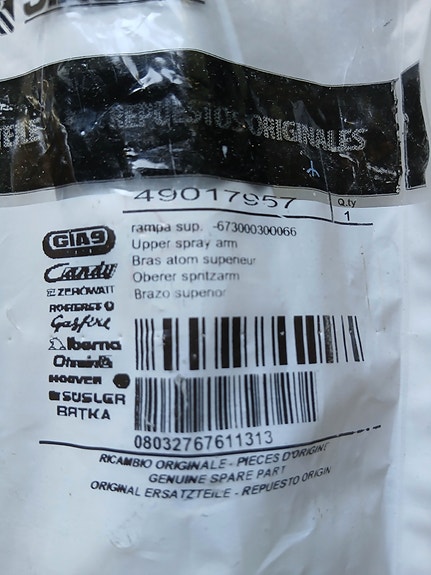 REPUESTOS ORIGINALES
49017957
Q.ty
1
rampa sup. -673000300066
Upper spray arm
Bras atom superieur
Oberer spritzarm
Brazo superior
GIAS
Candy
ZEROWATT
ROSIERES
Gasfire
Iberna
Otsein
HOOVER
SUSLER
BATKA
08032767611313
RICAMBIO ORIGINALE - PIECES D'ORIGINE
GENUINE SPARE PART
ORIGINAL ERSATZTEILE - REPUESTO ORIGIN